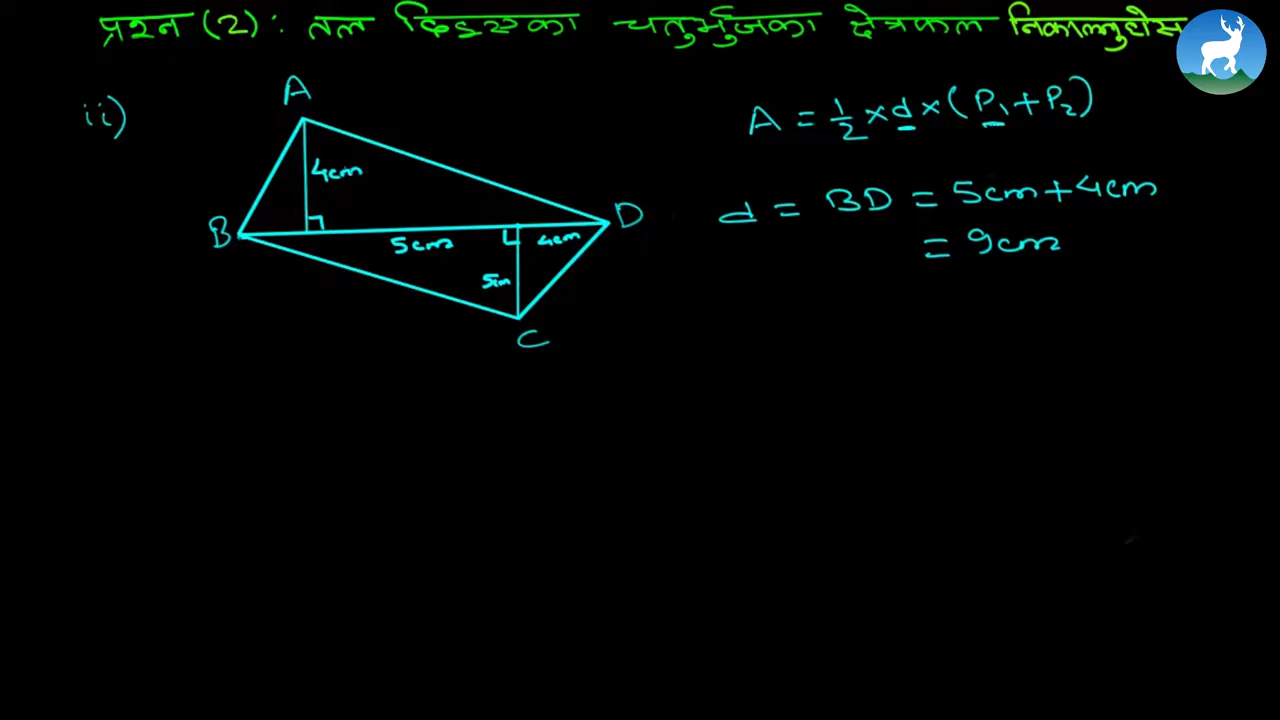 प्रश्न (2) : तल दिइएका चतुर्भुजका क्षेत्रफल निकाल्नुहोस
ii)
A
4cm
B
D
5cm
4cm
5cm
C
A = 1/2 × d × (P₁ + P₂)
d = BD = 5cm + 4cm
= 9cm